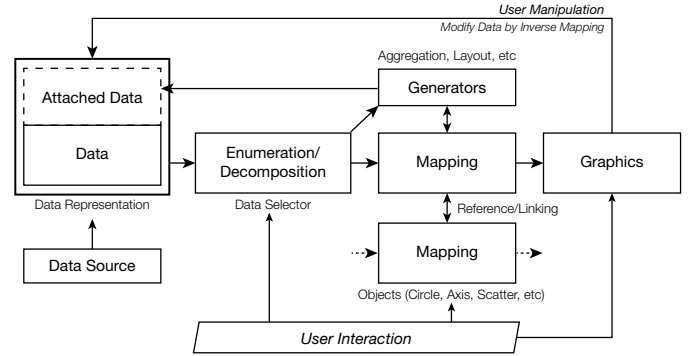 User Manipulation
Modify Data by Inverse Mapping
Aggregation, Layout, etc
Attached Data
Generators
Data
Enumeration/
Decomposition
Mapping
Graphics
Data Representation
Data Selector
Reference/Linking
Data Source
Mapping
Objects (Circle, Axis, Scatter, etc)
User Interaction